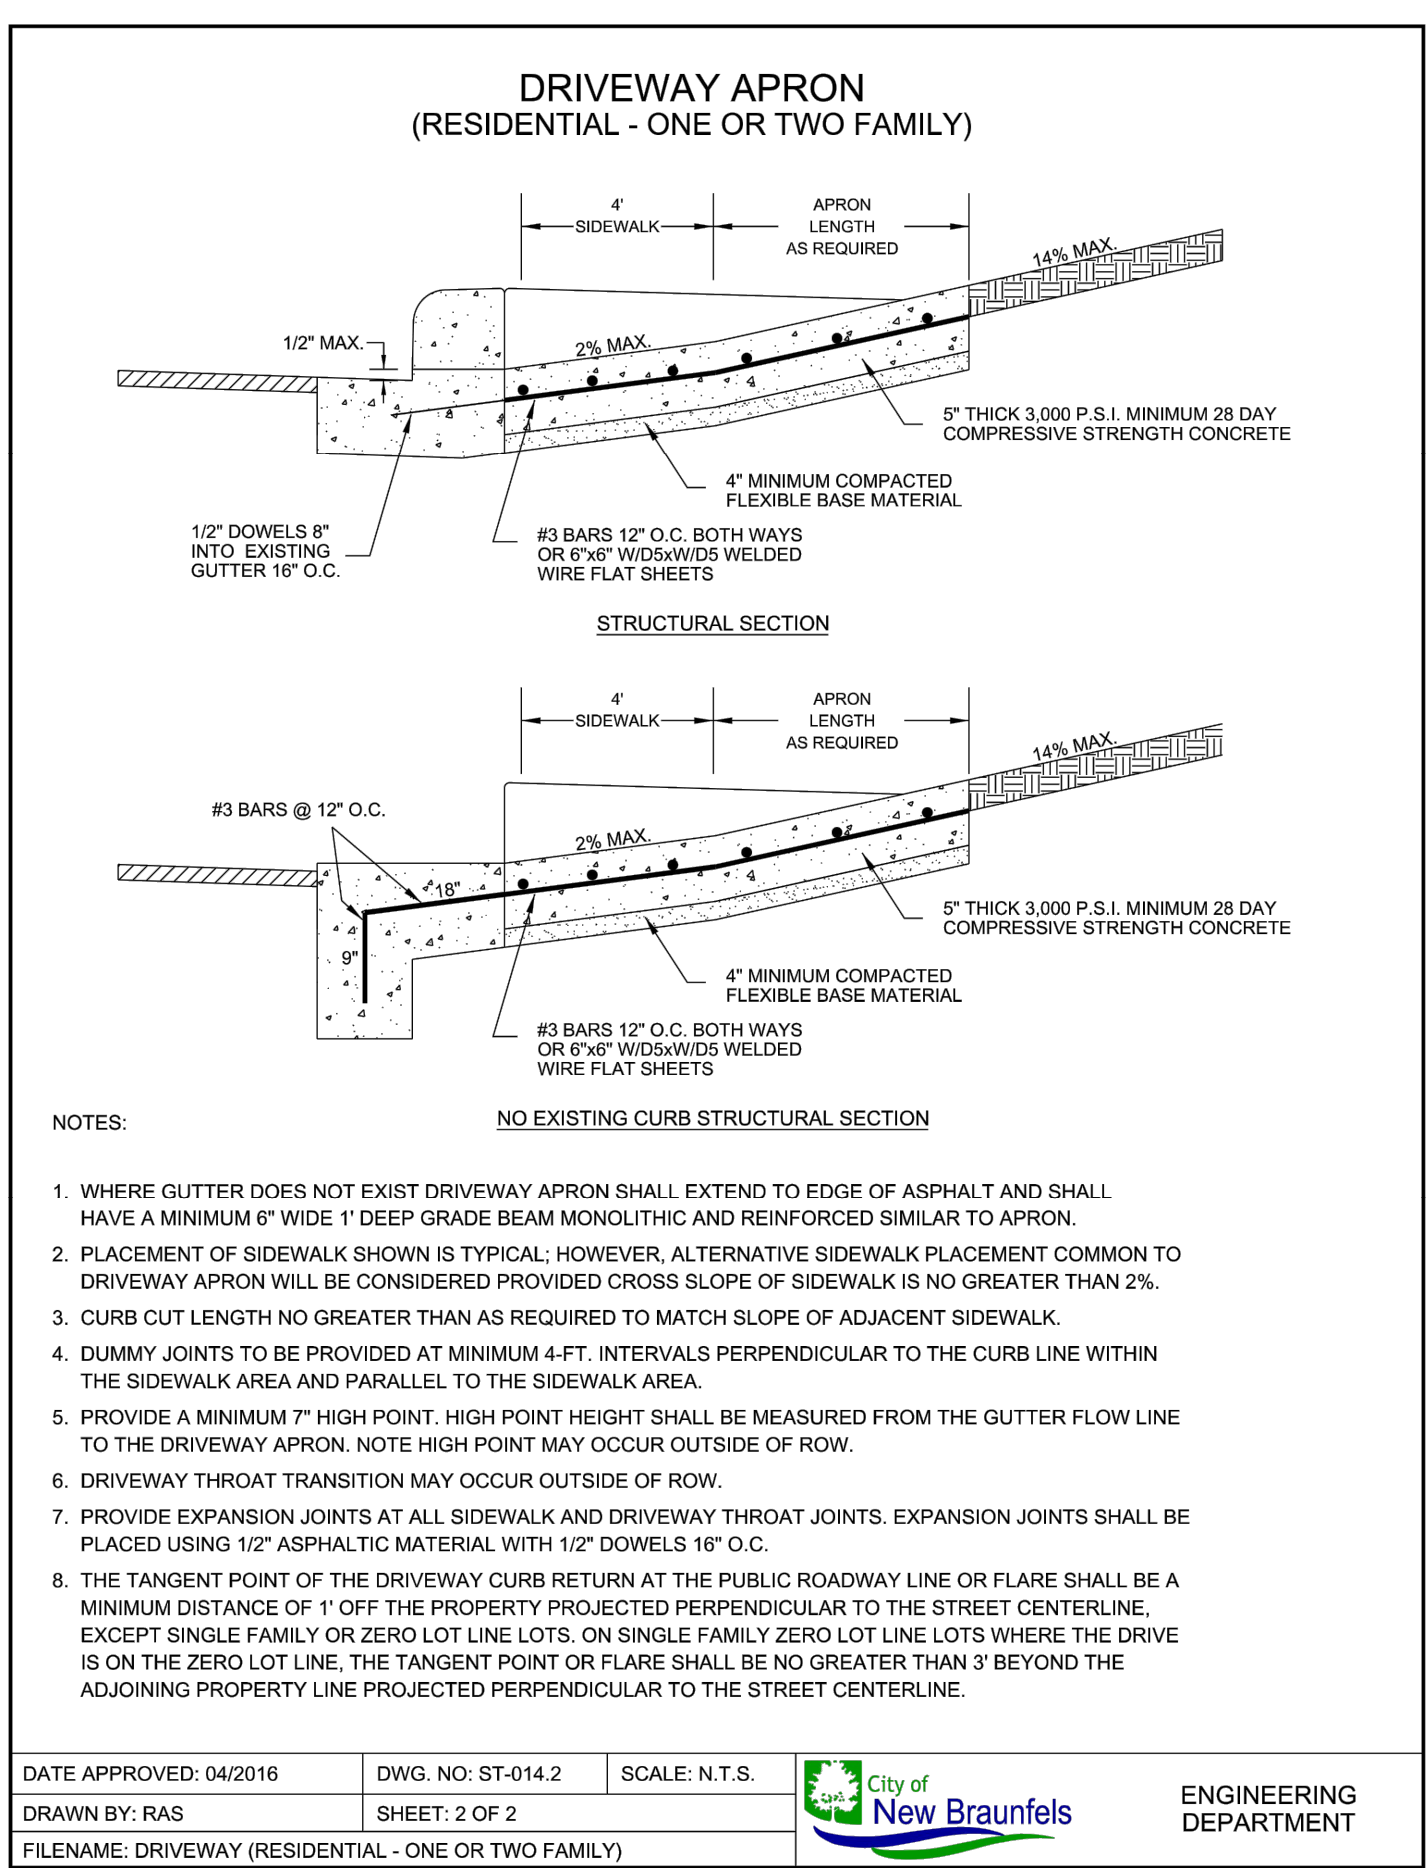 DRIVEWAY APRON
(RESIDENTIAL - ONE OR TWO FAMILY)
4'
SIDEWALK
APRON
LENGTH
AS REQUIRED
14% MAX.
1/2" MAX.
2% MAX.
5" THICK 3,000 P.S.I. MINIMUM 28 DAY
COMPRESSIVE STRENGTH CONCRETE
4" MINIMUM COMPACTED
FLEXIBLE BASE MATERIAL
1/2" DOWELS 8"
INTO EXISTING
GUTTER 16" O.C.
#3 BARS 12" O.C. BOTH WAYS
OR 6"x6" W/D5xW/D5 WELDED
WIRE FLAT SHEETS
STRUCTURAL SECTION
4'
SIDEWALK
APRON
LENGTH
AS REQUIRED
14% MAX.
#3 BARS @ 12" O.C.
2% MAX.
18"
9"
5" THICK 3,000 P.S.I. MINIMUM 28 DAY
COMPRESSIVE STRENGTH CONCRETE
4" MINIMUM COMPACTED
FLEXIBLE BASE MATERIAL
#3 BARS 12" O.C. BOTH WAYS
OR 6"x6" W/D5xW/D5 WELDED
WIRE FLAT SHEETS
NO EXISTING CURB STRUCTURAL SECTION
NOTES:
1. WHERE GUTTER DOES NOT EXIST DRIVEWAY APRON SHALL EXTEND TO EDGE OF ASPHALT AND SHALL
HAVE A MINIMUM 6" WIDE 1' DEEP GRADE BEAM MONOLITHIC AND REINFORCED SIMILAR TO APRON.
2. PLACEMENT OF SIDEWALK SHOWN IS TYPICAL; HOWEVER, ALTERNATIVE SIDEWALK PLACEMENT COMMON TO
DRIVEWAY APRON WILL BE CONSIDERED PROVIDED CROSS SLOPE OF SIDEWALK IS NO GREATER THAN 2%.
3. CURB CUT LENGTH NO GREATER THAN AS REQUIRED TO MATCH SLOPE OF ADJACENT SIDEWALK.
4. DUMMY JOINTS TO BE PROVIDED AT MINIMUM 4-FT. INTERVALS PERPENDICULAR TO THE CURB LINE WITHIN
THE SIDEWALK AREA AND PARALLEL TO THE SIDEWALK AREA.
5. PROVIDE A MINIMUM 7" HIGH POINT. HIGH POINT HEIGHT SHALL BE MEASURED FROM THE GUTTER FLOW LINE
TO THE DRIVEWAY APRON. NOTE HIGH POINT MAY OCCUR OUTSIDE OF ROW.
6. DRIVEWAY THROAT TRANSITION MAY OCCUR OUTSIDE OF ROW.
7. PROVIDE EXPANSION JOINTS AT ALL SIDEWALK AND DRIVEWAY THROAT JOINTS. EXPANSION JOINTS SHALL BE
PLACED USING 1/2" ASPHALTIC MATERIAL WITH 1/2" DOWELS 16" O.C.
8. THE TANGENT POINT OF THE DRIVEWAY CURB RETURN AT THE PUBLIC ROADWAY LINE OR FLARE SHALL BE A
MINIMUM DISTANCE OF 1' OFF THE PROPERTY PROJECTED PERPENDICULAR TO THE STREET CENTERLINE,
EXCEPT SINGLE FAMILY OR ZERO LOT LINE LOTS. ON SINGLE FAMILY ZERO LOT LINE LOTS WHERE THE DRIVE
IS ON THE ZERO LOT LINE, THE TANGENT POINT OR FLARE SHALL BE NO GREATER THAN 3' BEYOND THE
ADJOINING PROPERTY LINE PROJECTED PERPENDICULAR TO THE STREET CENTERLINE.
DATE APPROVED: 04/2016
DWG. NO: ST-014.2
SCALE: N.T.S.
DRAWN BY: RAS
SHEET: 2 OF 2
FILENAME: DRIVEWAY (RESIDENTIAL - ONE OR TWO FAMILY)
City of
New Braunfels
ENGINEERING
DEPARTMENT